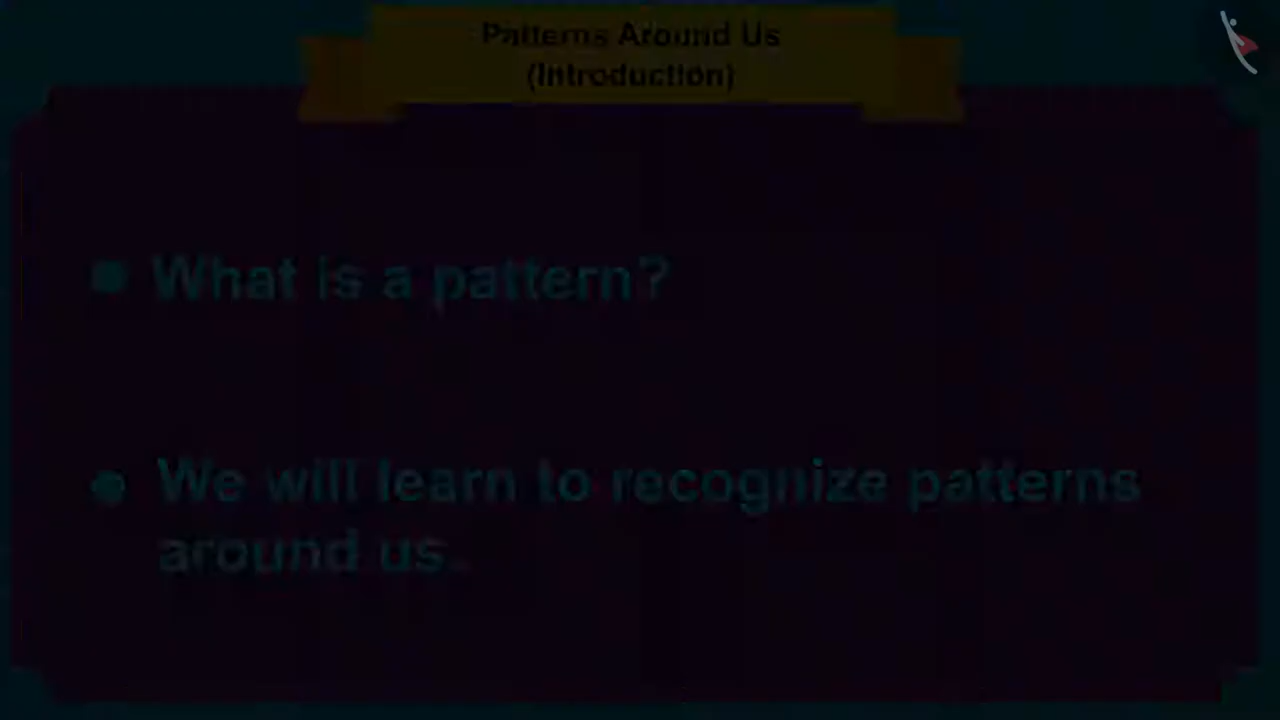 Patterns Around Us
(Introduction)
What is a pattern?
We will learn to recognize patterns
around us.